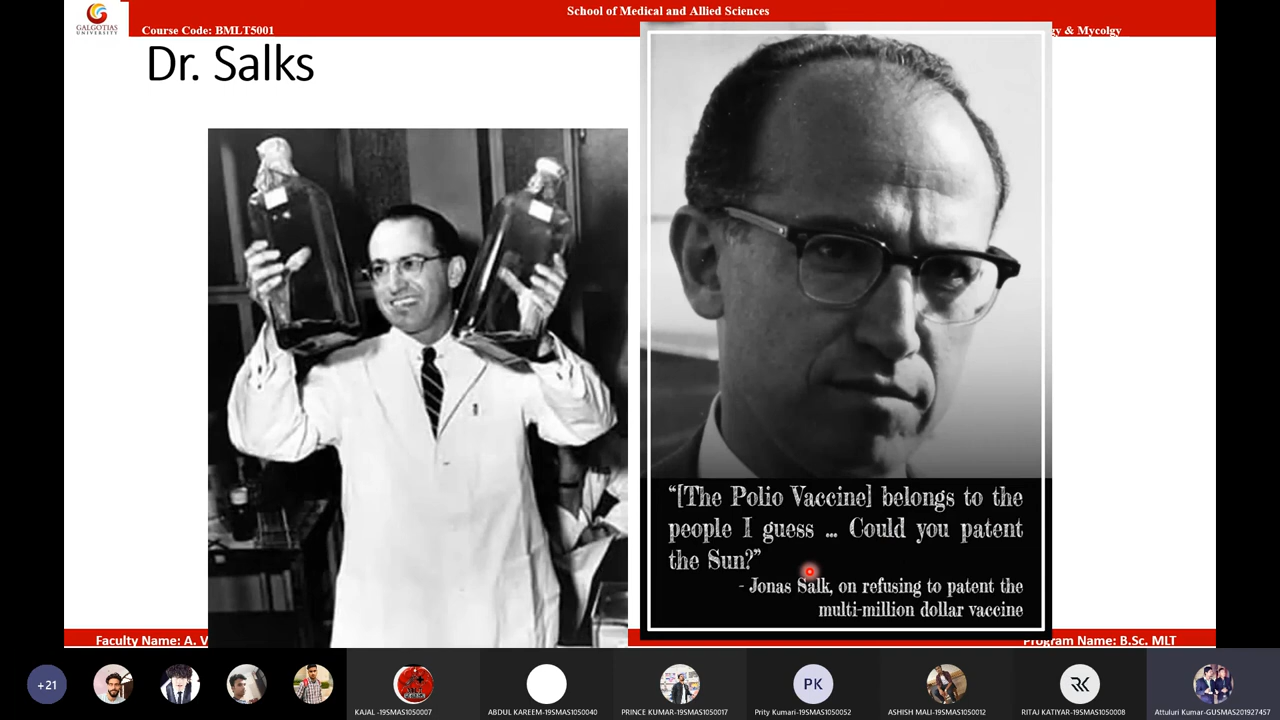 School of Medical and Allied Sciences
GALGOTIAS
UNIVERSITY
Course Code: BMLT5001
gy & Mycolgy
Dr. Salks
“[The Polio Vaccine] belongs to the
people I guess ... Could you patent
the Sun?”
- Jonas Salk, on refusing to patent the
multi-million dollar vaccine
Faculty Name: A. V
Program Name: B.Sc. MLT
+21
PK
RK
KAJAL -19SMAS1050007
ABDUL KAREEM-19SMAS1050040
PRINCE KUMAR-19SMAS1050017
Prity Kumari-19SMAS1050052
ASHISH MALI-19SMAS1050012
RITAJ KATIYAR-19SMAS1050008
Attuluri Kumar-GUSMAS201927457